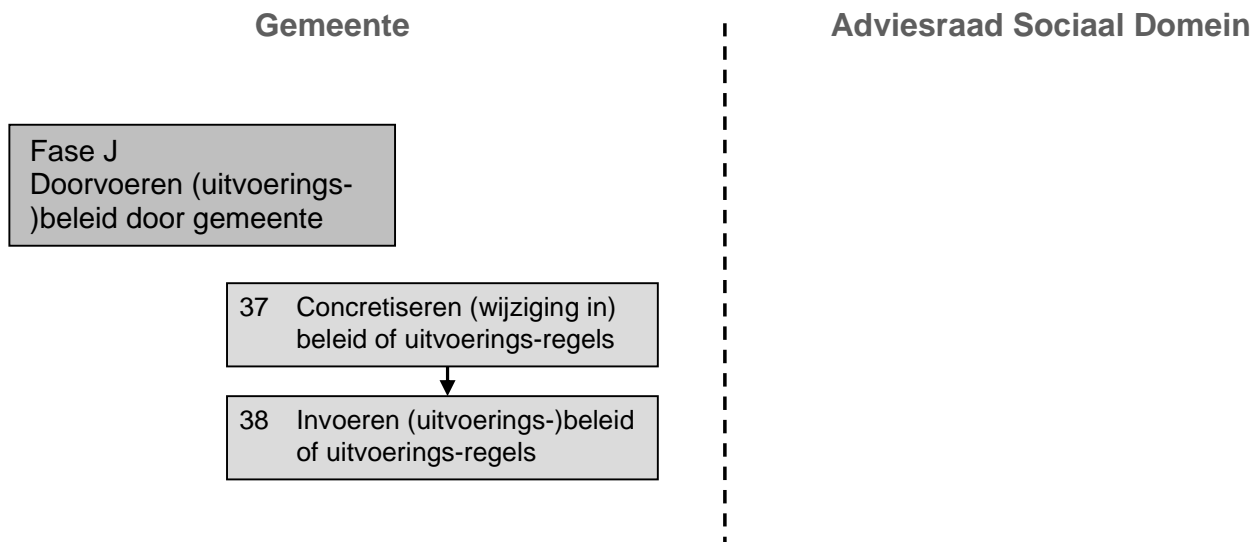 Gemeente
Adviesraad Sociaal Domein
Fase J
Doorvoeren (uitvoerings-
)beleid door gemeente
37 Concretiseren (wijziging in)
beleid of uitvoerings-regels
38 Invoeren (uitvoerings-)beleid
of uitvoerings-regels